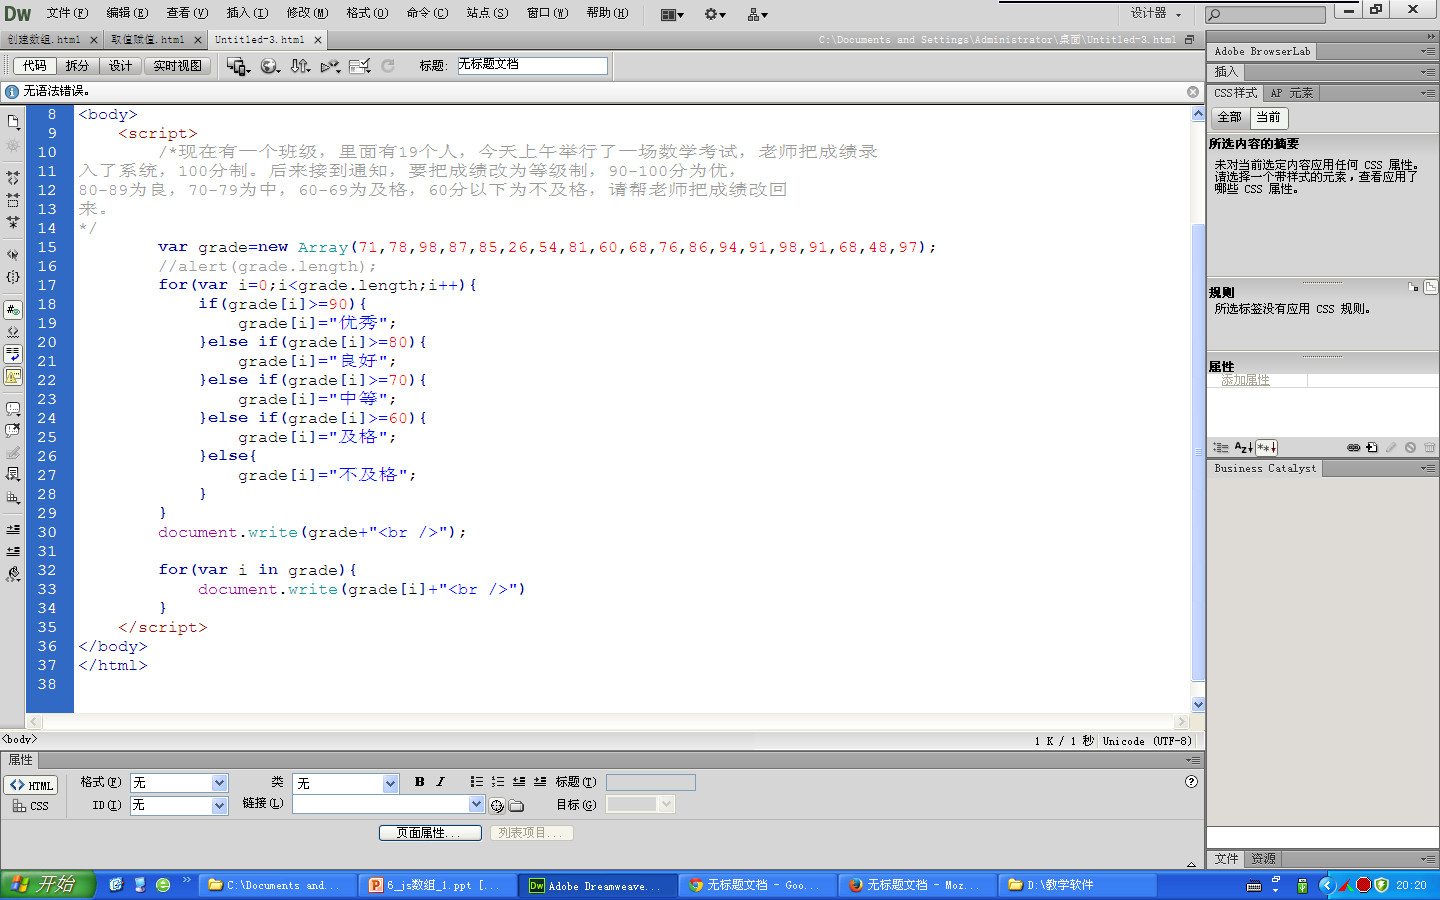 Dw 文件(F) 编辑(E) 查看(V) 插入(I) 修改(M) 格式(O) 命令(C) 站点(S) 窗口(W) 帮助(H) 设计器
创建数组.html 取值赋值.html Untitled-3.html C:\Documents and Settings\Administrator\桌面\Untitled-3.html
代码 拆分 设计 实时视图 标题: 无标题文档
无语法错误。
8 <body>
9 <script>
10 /*现在有一个班级，里面有19个人，今天上午举行了一场数学考试，老师把成绩录
11 入了系统，100分制。后来接到通知，要把成绩改为等级制，90-100分为优，
12 80-89为良，70-79为中，60-69为及格，60分以下为不及格，请帮老师把成绩改回
13 来。
14 */
15 var grade=new Array(71,78,98,87,85,26,54,81,60,68,76,86,94,91,98,91,68,48,97);
16 //alert(grade.length);
17 for(var i=0;i<grade.length;i++){
18 if(grade[i]>=90){
19 grade[i]="优秀";
20 }else if(grade[i]>=80){
21 grade[i]="良好";
22 }else if(grade[i]>=70){
23 grade[i]="中等";
24 }else if(grade[i]>=60){
25 grade[i]="及格";
26 }else{
27 grade[i]="不及格";
28 }
29 }
30 document.write(grade+"<br />");
31
32 for(var i in grade){
33 document.write(grade[i]+"<br />")
34 }
35 </script>
36 </body>
37 </html>
38
<body> 1 K / 1 秒 Unicode (UTF-8)
属性
HTML 格式(F) 无 类 无 B I 标题(T)
CSS ID(I) 无 链接(L) 目标(G)
页面属性... 列表项目...
Adobe BrowserLab
插入
CSS样式 AP 元素
全部 当前
所选内容的摘要
未对当前选定内容应用任何 CSS 属性。
请选择一个带样式的元素，查看应用了
哪些 CSS 属性。
规则
所选标签没有应用 CSS 规则。
属性
添加属性
Business Catalyst
文件 资源
开始 C:\Documents and... 6_js数组_1.ppt [... Adobe Dreamweave... 无标题文档 - Goo... 无标题文档 - Moz... D:\教学软件 20:20